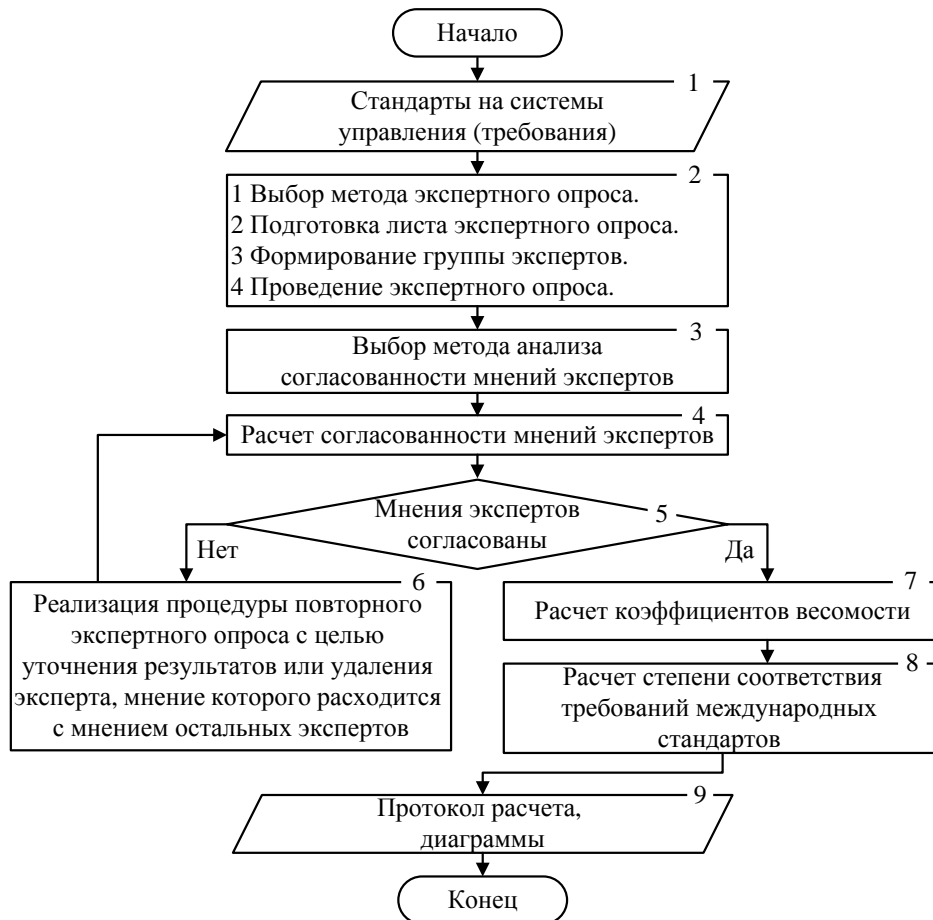 Начало
1
Стандарты на системы
управления (требования)
2
1 Выбор метода экспертного опроса.
2 Подготовка листа экспертного опроса.
3 Формирование группы экспертов.
4 Проведение экспертного опроса.
3
Выбор метода анализа
согласованности мнений экспертов
4
Расчет согласованности мнений экспертов
5
Мнения экспертов
согласованы
Нет
Да
6
Реализация процедуры повторного
экспертного опроса с целью
уточнения результатов или удаления
эксперта, мнение которого расходится
с мнением остальных экспертов
7
Расчет коэффициентов весомости
8
Расчет степени соответствия
требований международных
стандартов
9
Протокол расчета,
диаграммы
Конец